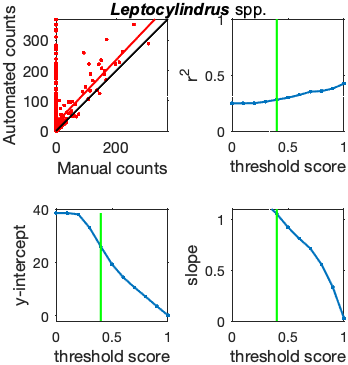 Leptocylindrus spp.
Automated counts
300
200
100
0
0
200
Manual counts
r²
1
0.5
0
0
0.5
1
threshold score
y-intercept
40
20
0
0
0.5
1
threshold score
slope
1
0.5
0
0
0.5
1
threshold score